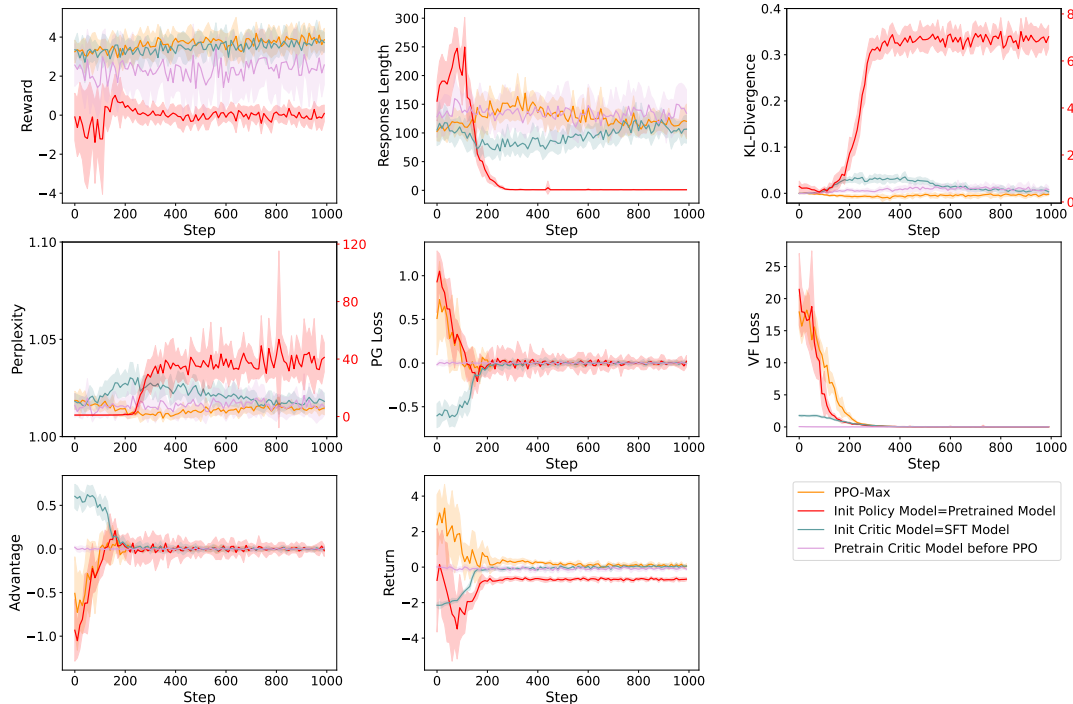 4
2
0
−2
−4
Reward
0 200 400 600 800 1000
Step
300
250
200
150
100
50
0
Response Length
0 200 400 600 800 1000
Step
0.4
0.3
0.2
0.1
0.0
KL-Divergence
8
6
4
2
0
0 200 400 600 800 1000
Step
1.10
1.05
1.00
Perplexity
120
80
40
0
0 200 400 600 800 1000
Step
1.0
0.5
0.0
−0.5
PG Loss
0 200 400 600 800 1000
Step
25
20
15
10
5
0
VF Loss
0 200 400 600 800 1000
Step
0.5
0.0
−0.5
−1.0
Advantage
0 200 400 600 800 1000
Step
4
2
0
−2
−4
Return
0 200 400 600 800 1000
Step
PPO-Max
Init Policy Model=Pretrained Model
Init Critic Model=SFT Model
Pretrain Critic Model before PPO